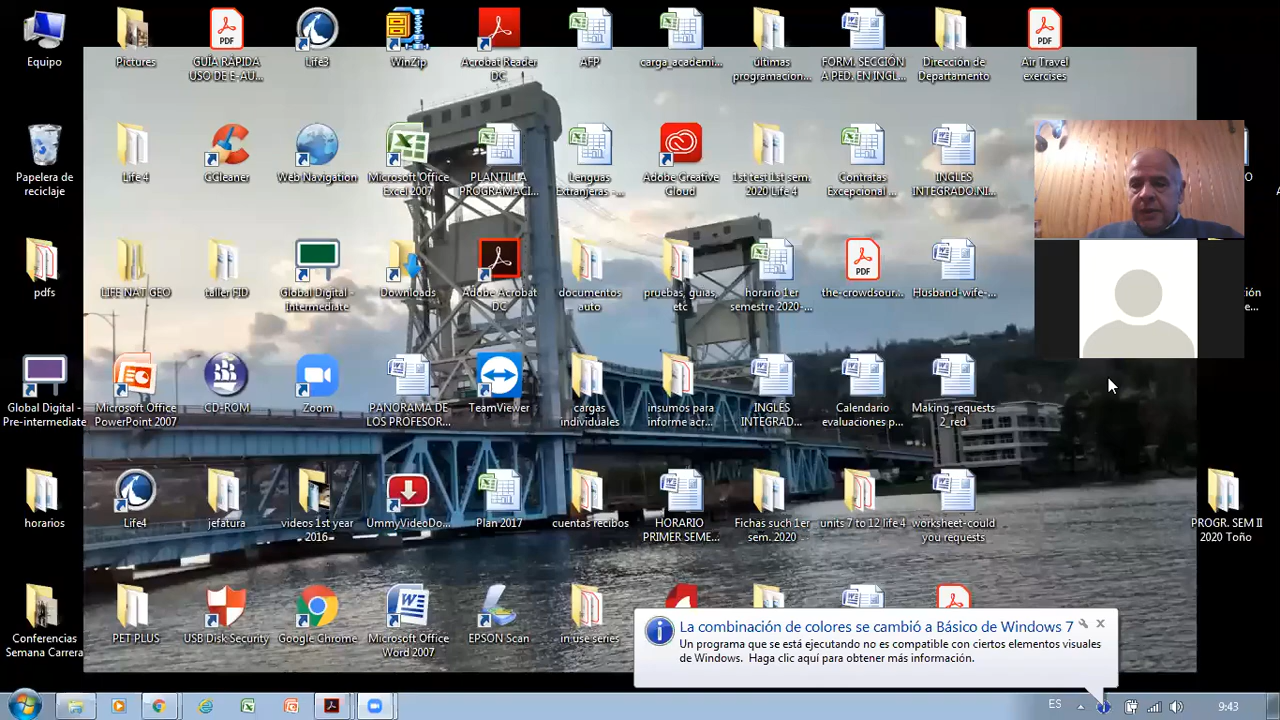 Equipo
Pictures
PDF
GUÍA RÁPIDA
USO DE E-AU...
Life3
WinZip
Acrobat Reader
DC
AFP
carga_academi...
últimas
programacion...
FORM. SECCIÓN
A PED. EN INGL...
Dirección de
Departamento
PDF
Air Travel
exercises
Papelera de
reciclaje
Life 4
CCleaner
Web Navigation
Microsoft Office
Excel 2007
PLANTILLA
PROGRAMACI...
Lenguas
Extranjeras -...
Adobe Creative
Cloud
1st test 1st sem.
2020 Life 4
Contratas
Excepcional ...
INGLES
INTEGRADO.NI...
pdfs
LIFE NAT GEO
taller FID
Global Digital -
Intermediate
Downloads
Adobe Acrobat
DC
documentos
auto
pruebas, guias,
etc
horario 1er
semestre 2020-...
PDF
the-crowdsour...
Husband-wife-...
Global Digital -
Pre-intermediate
Microsoft Office
PowerPoint 2007
CD-ROM
Zoom
PANORAMA DE
LOS PROFESOR...
TeamViewer
cargas
individuales
insumos para
informe acr...
INGLES
INTEGRAD...
Calendario
evaluaciones p...
Making_requests
2_red
horarios
Life4
jefatura
videos 1st year
2016
UmmyVideoDo...
Plan 2017
cuentas recibos
HORARIO
PRIMER SEME...
Fichas such 1er
sem. 2020
units 7 to 12 life 4
worksheet-could
you requests
PROGR. SEM II
2020 Toño
Conferencias
Semana Carrera
PET PLUS
USB Disk Security
Google Chrome
Microsoft Office
Word 2007
EPSON Scan
in use series
La combinación de colores se cambió a Básico de Windows 7
Un programa que se está ejecutando no es compatible con ciertos elementos visuales
de Windows. Haga clic aquí para obtener más información.
ES
9:43